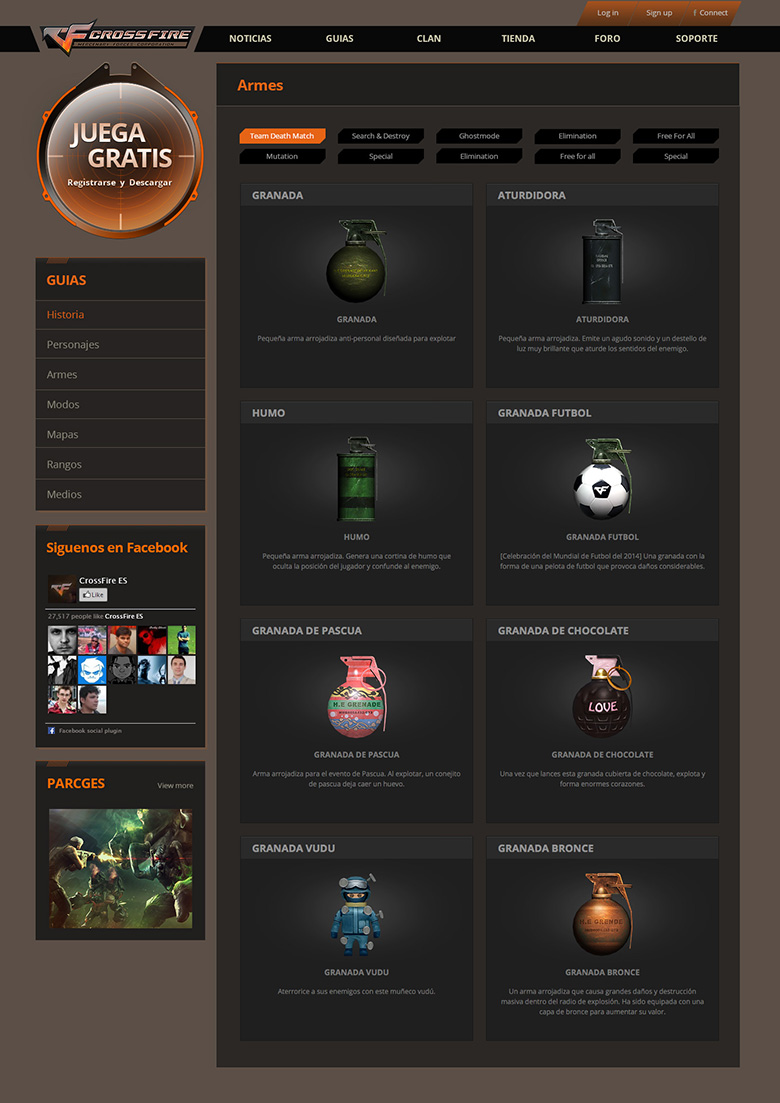 Log in
Sign up
f Connect
CROSSFIRE
MERCENARY FORCES CORPORATION
NOTICIAS
GUIAS
CLAN
TIENDA
FORO
SOPORTE
JUEGA
GRATIS
Registrarse y Descargar
GUIAS
Historia
Personajes
Armes
Modos
Mapas
Rangos
Medios
Siguenos en Facebook
CrossFire ES
Like
27,517 people like CrossFire ES
Facebook social plugin
PARCGES
View more
Armes
Team Death Match
Search & Destroy
Ghostmode
Elimination
Free For All
Mutation
Special
Elimination
Free for all
Special
GRANADA
GRANADA
Pequeña arma arrojadiza anti-personal diseñada para explotar
ATURDIDORA
ATURDIDORA
Pequeña arma arrojadiza. Emite un agudo sonido y un destello de
luz muy brillante que aturde los sentidos del enemigo.
HUMO
HUMO
Pequeña arma arrojadiza. Genera una cortina de humo que
oculta la posición del jugador y confunde al enemigo.
GRANADA FUTBOL
GRANADA FUTBOL
[Celebración del Mundial de Futbol del 2014] Una granada con la
forma de una pelota de futbol que provoca daños considerables.
GRANADA DE PASCUA
H.E GRENADE
GRANADA DE PASCUA
Arma arrojadiza para el evento de Pascua. Al explotar, un conejito
de pascua deja caer un huevo.
GRANADA DE CHOCOLATE
LOVE
GRANADA DE CHOCOLATE
Una vez que lances esta granada cubierta de chocolate, explota y
forma enormes corazones.
GRANADA VUDU
GRANADA VUDU
Aterrorice a sus enemigos con este muñeco vudú.
GRANADA BRONCE
H.E GRENDE
GRANADA BRONCE
Un arma arrojadiza que causa grandes daños y destrucción
masiva dentro del radio de explosión. Ha sido equipada con una
capa de bronce para aumentar su valor.